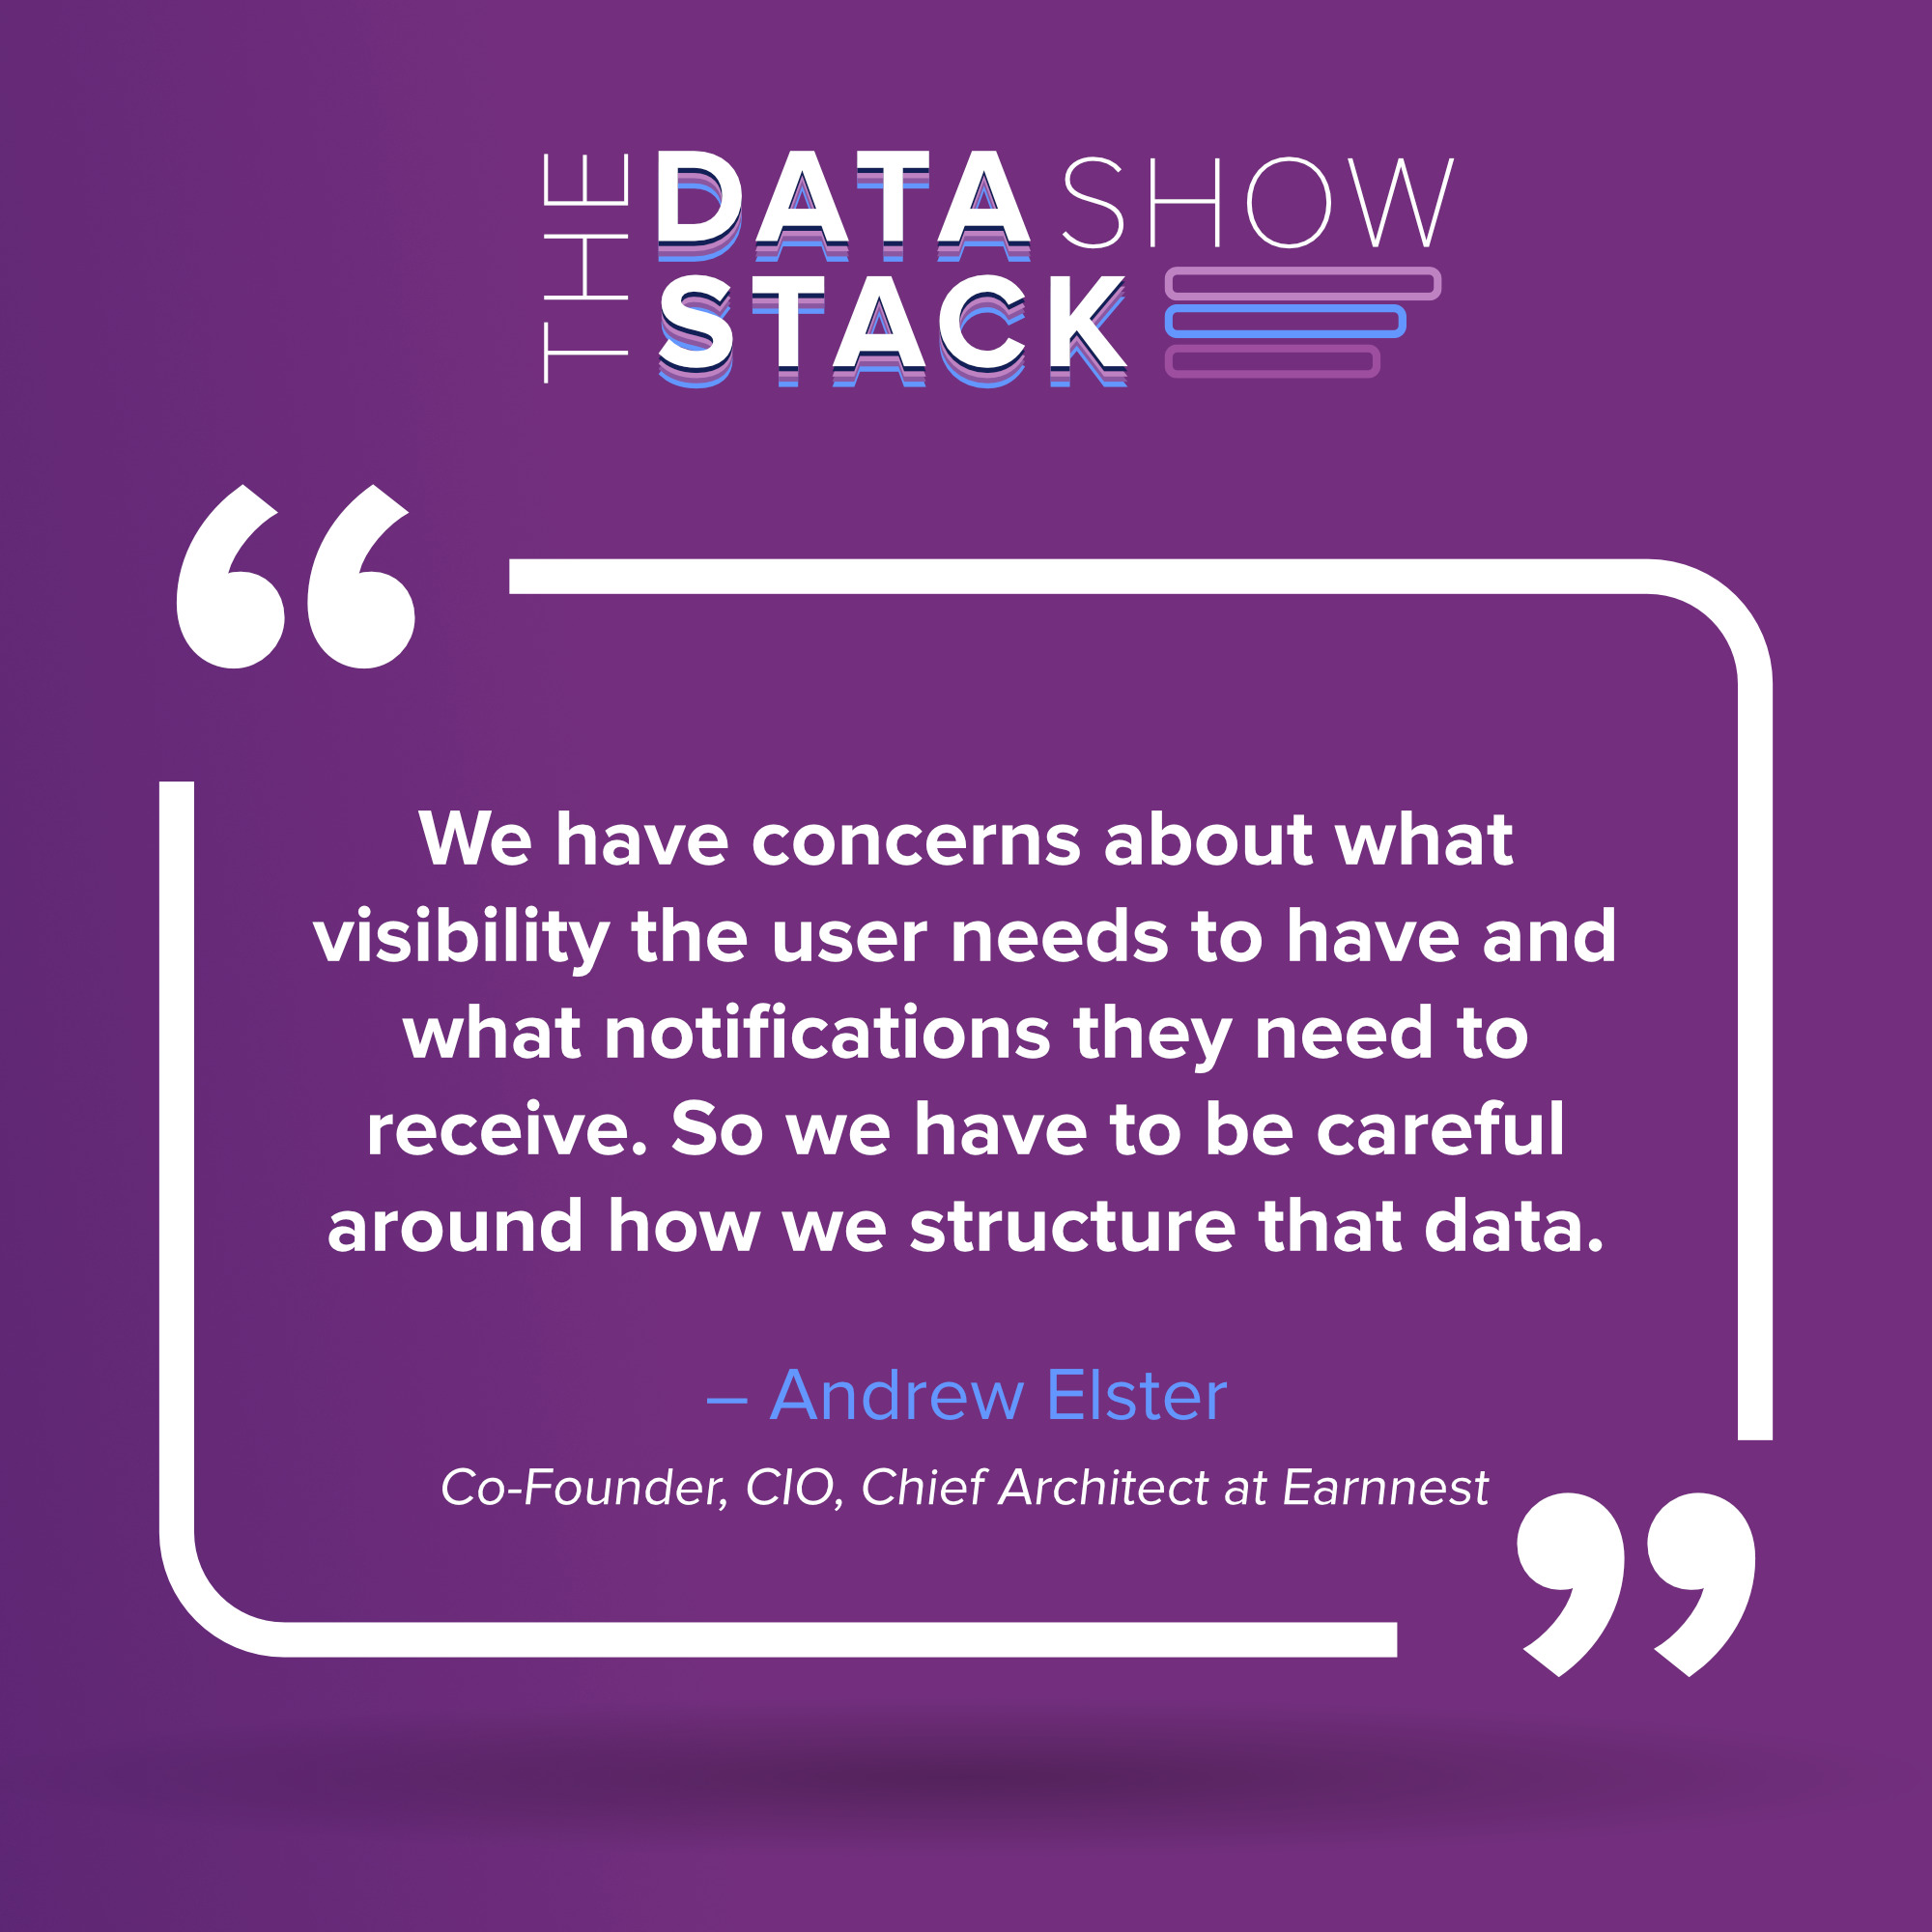 THE DATA STACK SHOW
We have concerns about what
visibility the user needs to have and
what notifications they need to
receive. So we have to be careful
around how we structure that data.
– Andrew Elster
Co-Founder, CIO, Chief Architect at Earnnest